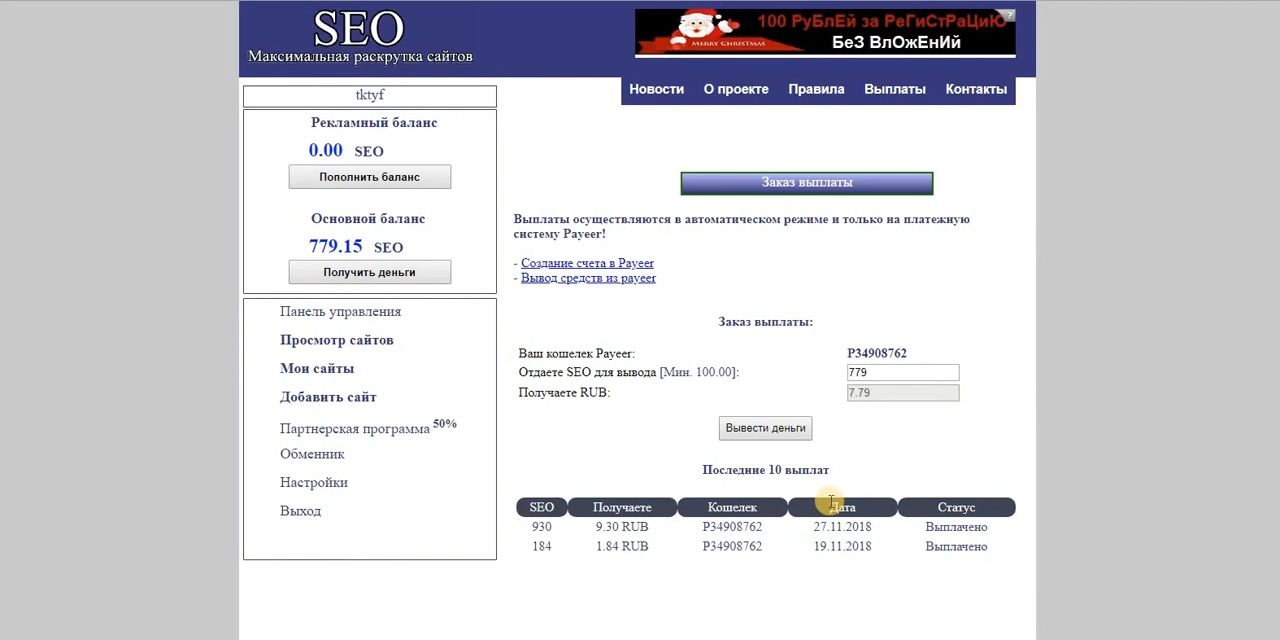 SEO
Максимальная раскрутка сайтов
100 РуБлЕй за РеГиСтРаЦиЮ
?
MERRY CHRISTMAS
БеЗ ВлОжЕнИй
Новости О проекте Правила Выплаты Контакты
tktyf
Рекламный баланс
0.00 SEO
Пополнить баланс
Основной баланс
779.15 SEO
Получить деньги
Панель управления
Просмотр сайтов
Мои сайты
Добавить сайт
Партнерская программа 50%
Обменник
Настройки
Выход
Заказ выплаты
Выплаты осуществляются в автоматическом режиме и только на платежную
систему Payeer!
- Создание счета в Payeer
- Вывод средств из payeer
Заказ выплаты:
Ваш кошелек Payeer: P34908762
Отдаете SEO для вывода [Мин. 100.00]: 779
Получаете RUB: 7.79
Вывести деньги
Последние 10 выплат
SEO Получаете Кошелек Дата Статус
930 9.30 RUB P34908762 27.11.2018 Выплачено
184 1.84 RUB P34908762 19.11.2018 Выплачено